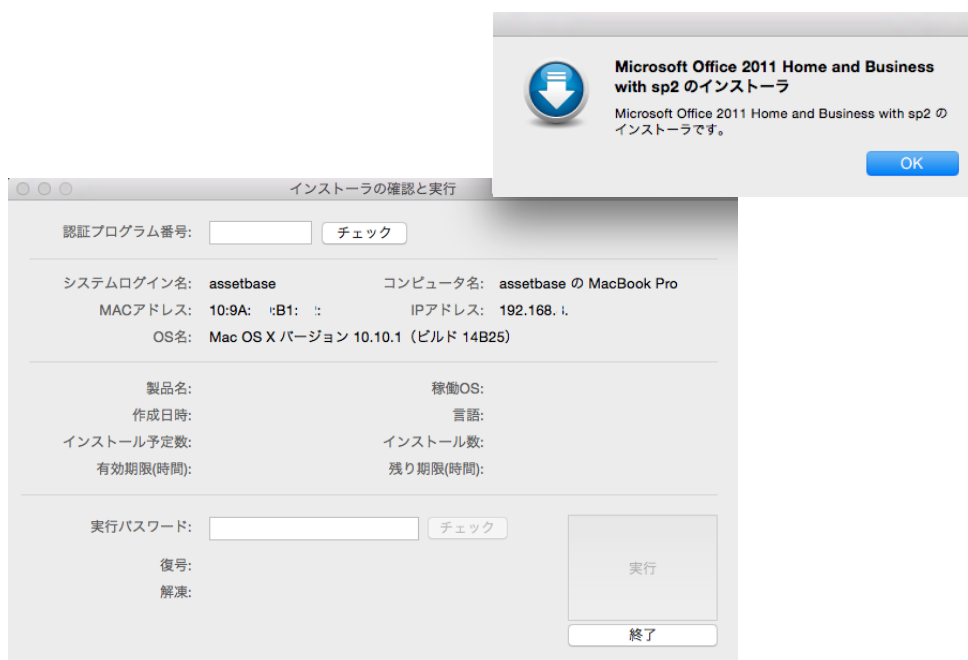 Microsoft Office 2011 Home and Business
with sp2 のインストーラ
Microsoft Office 2011 Home and Business with sp2 の
インストーラです。
OK
インストーラの確認と実行
認証プログラム番号: チェック
システムログイン名: assetbase コンピュータ名: assetbase の MacBook Pro
MACアドレス: 10:9A: :B1: IPアドレス: 192.168.
OS名: Mac OS X バージョン 10.10.1（ビルド 14B25）
製品名: 稼働OS:
作成日時: 言語:
インストール予定数: インストール数:
有効期限(時間): 残り期限(時間):
実行パスワード: チェック
復号:
解凍:
実行
終了